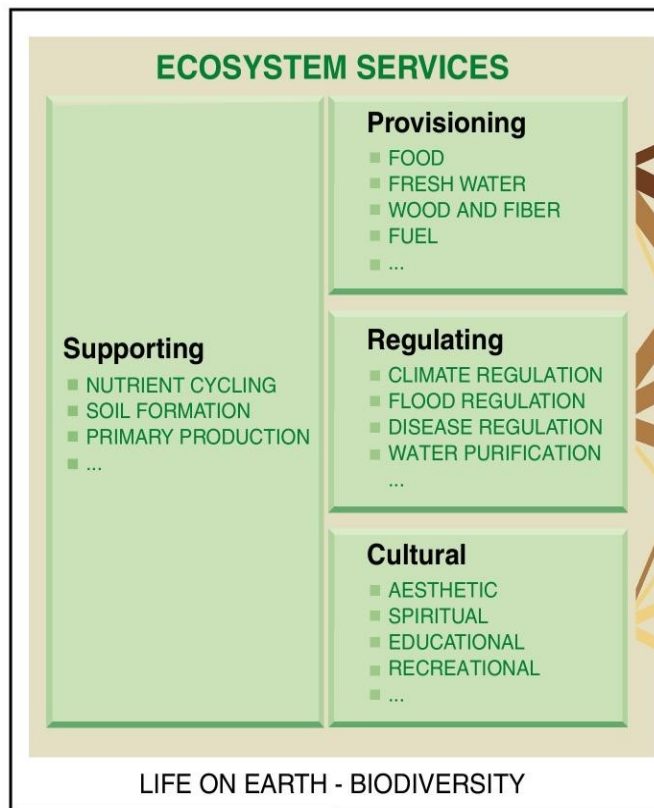 ECOSYSTEM SERVICES
Supporting
NUTRIENT CYCLING
SOIL FORMATION
PRIMARY PRODUCTION
...
Provisioning
FOOD
FRESH WATER
WOOD AND FIBER
FUEL
...
Regulating
CLIMATE REGULATION
FLOOD REGULATION
DISEASE REGULATION
WATER PURIFICATION
...
Cultural
AESTHETIC
SPIRITUAL
EDUCATIONAL
RECREATIONAL
...
LIFE ON EARTH - BIODIVERSITY